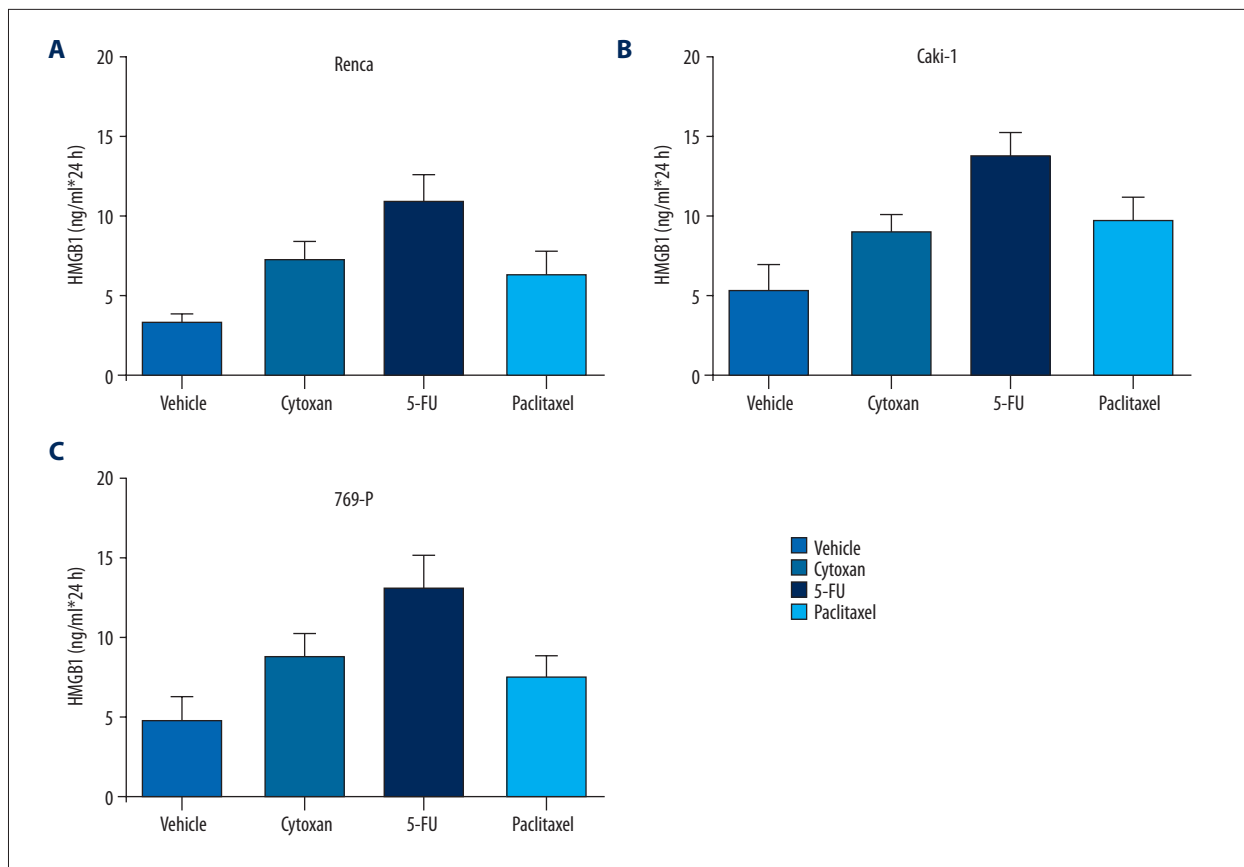 A
Renca
HMGB1 (ng/ml*24 h)
20
15
10
5
0
Vehicle Cytoxan 5-FU Paclitaxel
B
Caki-1
HMGB1 (ng/ml*24 h)
20
15
10
5
0
Vehicle Cytoxan 5-FU Paclitaxel
C
769-P
HMGB1 (ng/ml*24 h)
20
15
10
5
0
Vehicle Cytoxan 5-FU Paclitaxel
Vehicle
Cytoxan
5-FU
Paclitaxel